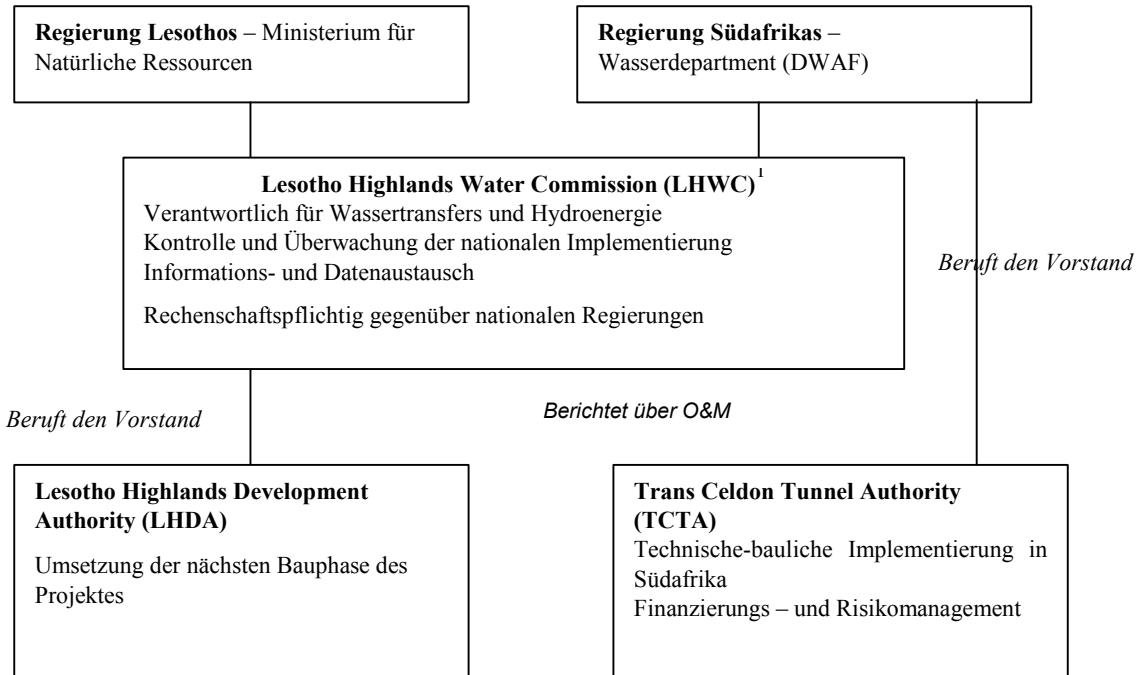 Regierung Lesothos – Ministerium für
Natürliche Ressourcen
Regierung Südafrikas –
Wasserdepartment (DWAF)
Lesotho Highlands Water Commission (LHWC)1
Verantwortlich für Wassertransfers und Hydroenergie
Kontrolle und Überwachung der nationalen Implementierung
Informations- und Datenaustausch
Rechenschaftspflichtig gegenüber nationalen Regierungen
Beruft den Vorstand
Beruft den Vorstand
Berichtet über O&M
Lesotho Highlands Development
Authority (LHDA)
Umsetzung der nächsten Bauphase des
Projektes
Trans Celdon Tunnel Authority
(TCTA)
Technische-bauliche Implementierung in
Südafrika
Finanzierungs – und Risikomanagement